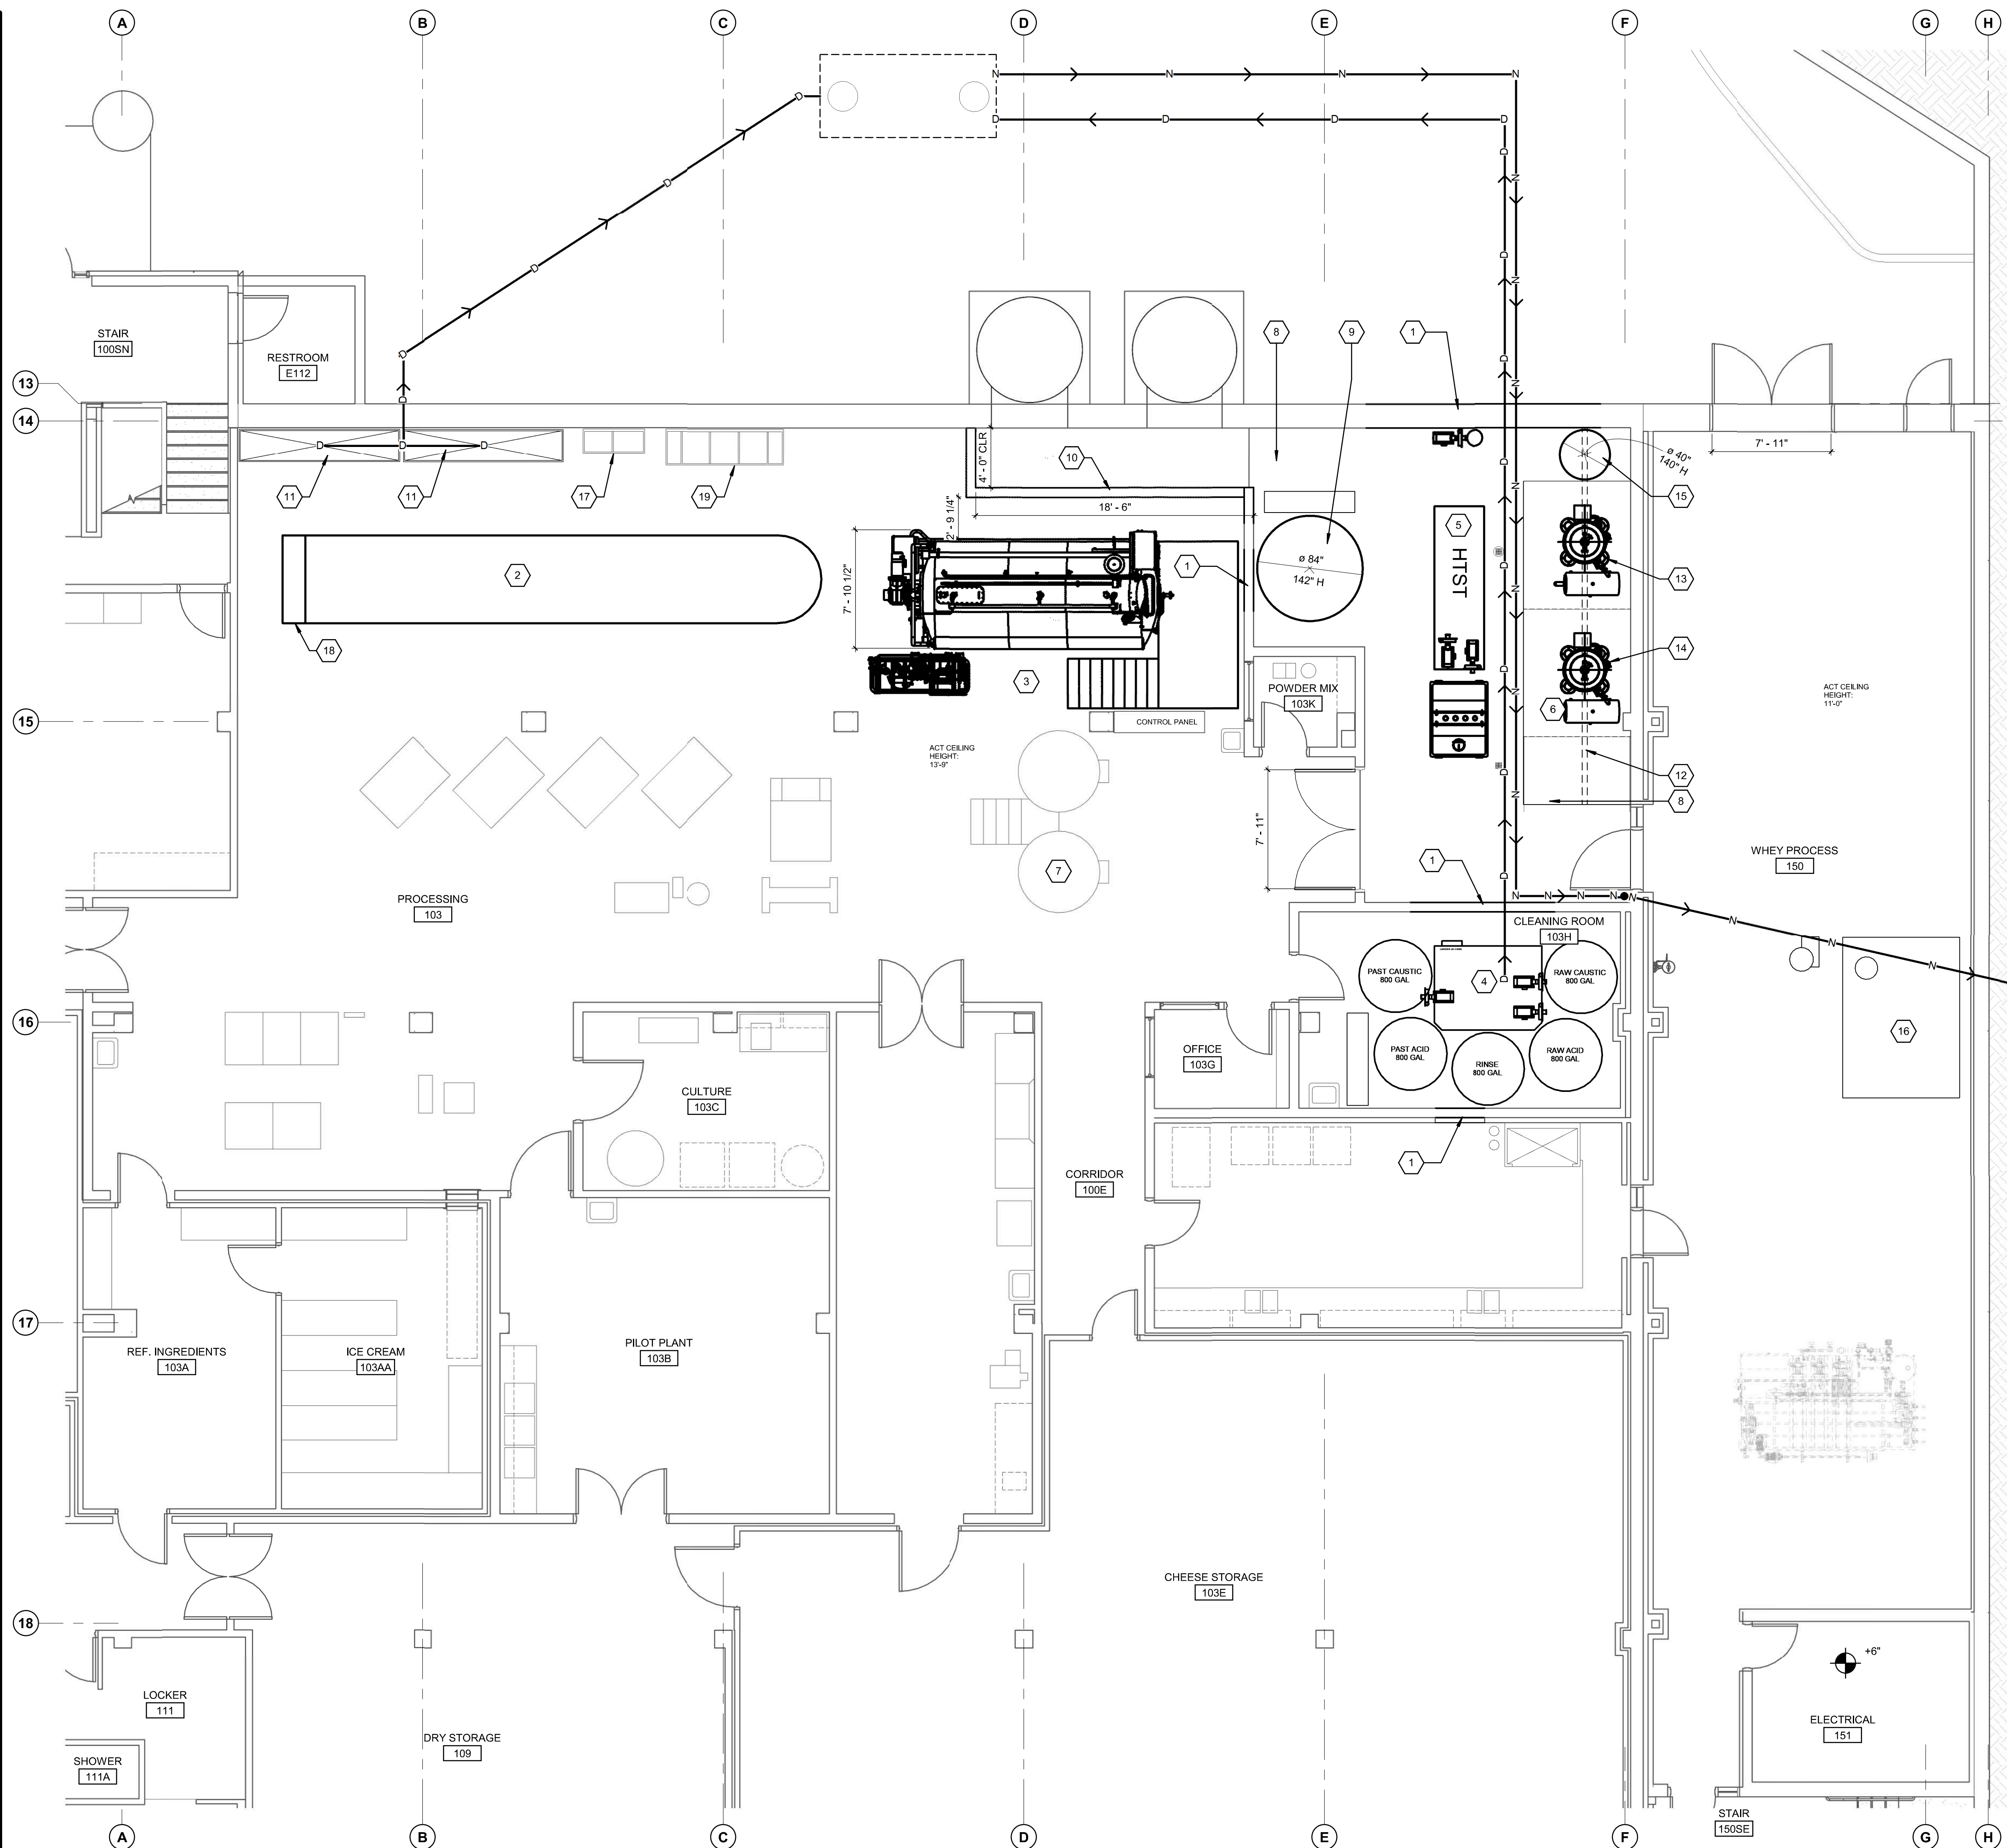 A B C D E F G H
N N N N
D D D D D
D
D N
D
D N
D
D D N
STAIR
100SN
RESTROOM
E112
8 9 1
13
14
D N
D
D D D
4' - 0" CLR
10
7' - 11"
ø 40"
140" H
11 11 17 19
D N
15
18' - 6"
2' - 9 1/4"
5
HTST
2
7' - 10 1/2"
1
ø 84"
142" H
D
N
13
18
3
POWDER MIX
103K
D
N
14
6
ACT CEILING
HEIGHT:
11'-0"
15
CONTROL PANEL
ACT CEILING
HEIGHT:
13'-9"
D
N
12
8
7' - 11"
7
1
WHEY PROCESS
150
D
PROCESSING
103
N N N N N N N N
CLEANING ROOM
103H
PAST CAUSTIC
800 GAL
4
D
RAW CAUSTIC
800 GAL
16
16
PAST ACID
800 GAL
RINSE
800 GAL
RAW ACID
800 GAL
OFFICE
103G
CULTURE
103C
CORRIDOR
100E
1
17
REF. INGREDIENTS
103A
ICE CREAM
103AA
PILOT PLANT
103B
CHEESE STORAGE
103E
18
+6"
LOCKER
111
DRY STORAGE
109
ELECTRICAL
151
SHOWER
111A
STAIR
150SE
A B C D E F G H